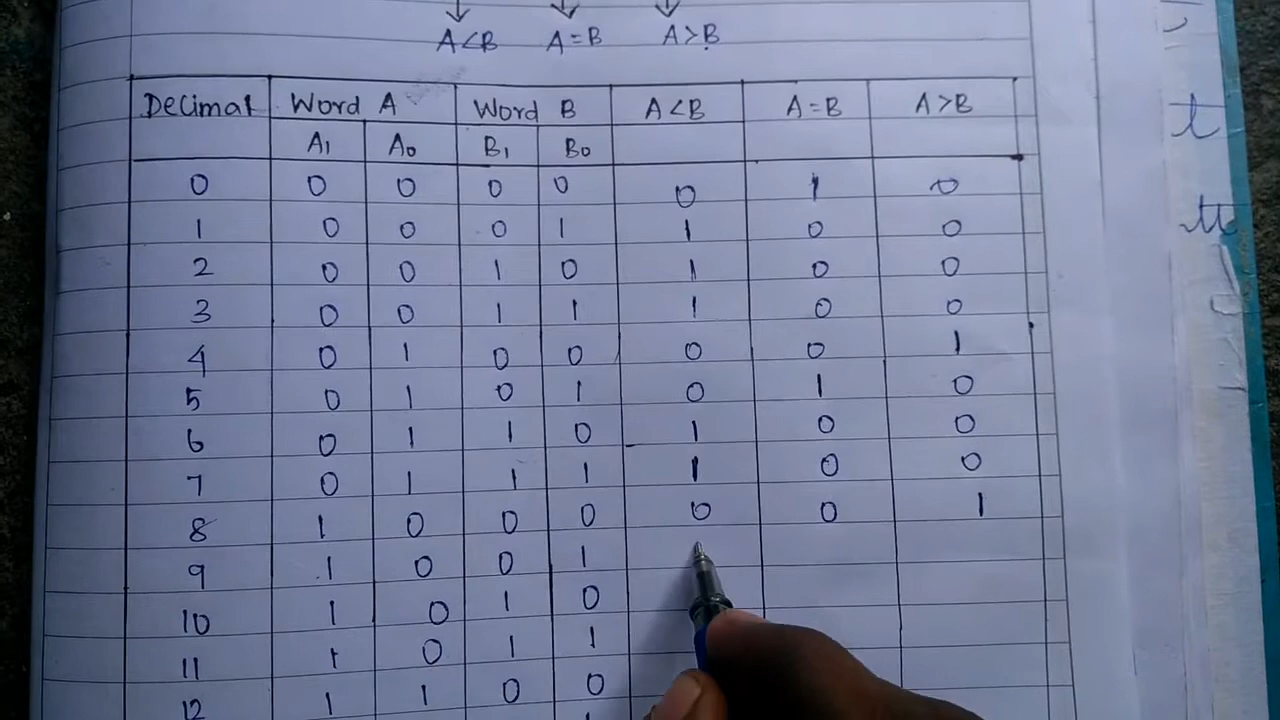 A<B A=B A>B
Decimal Word A Word B A<B A=B A>B
A1 A0 B1 B0
0 0 0 0 0 0 1 0
1 0 0 0 1 1 0 0
2 0 0 1 0 1 0 0
3 0 0 1 1 1 0 0
4 0 1 0 0 0 0 1
5 0 1 0 1 0 1 0
6 0 1 1 0 1 0 0
7 0 1 1 1 1 0 0
8 1 0 0 0 0 0 1
9 1 0 0 1
10 1 0 1 0
11 1 0 1 1
12 1 1 0 0